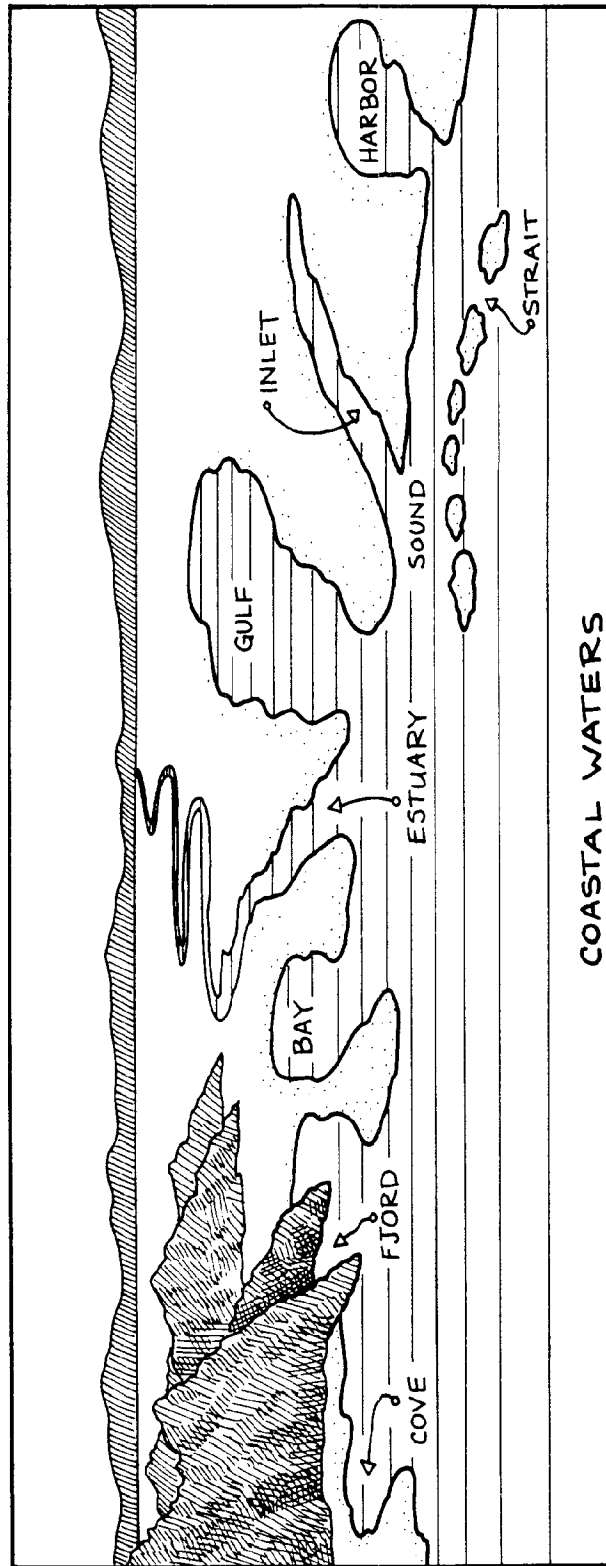 COVE
FJORD
BAY
ESTUARY
GULF
SOUND
INLET
STRAIT
HARBOR
COASTAL WATERS